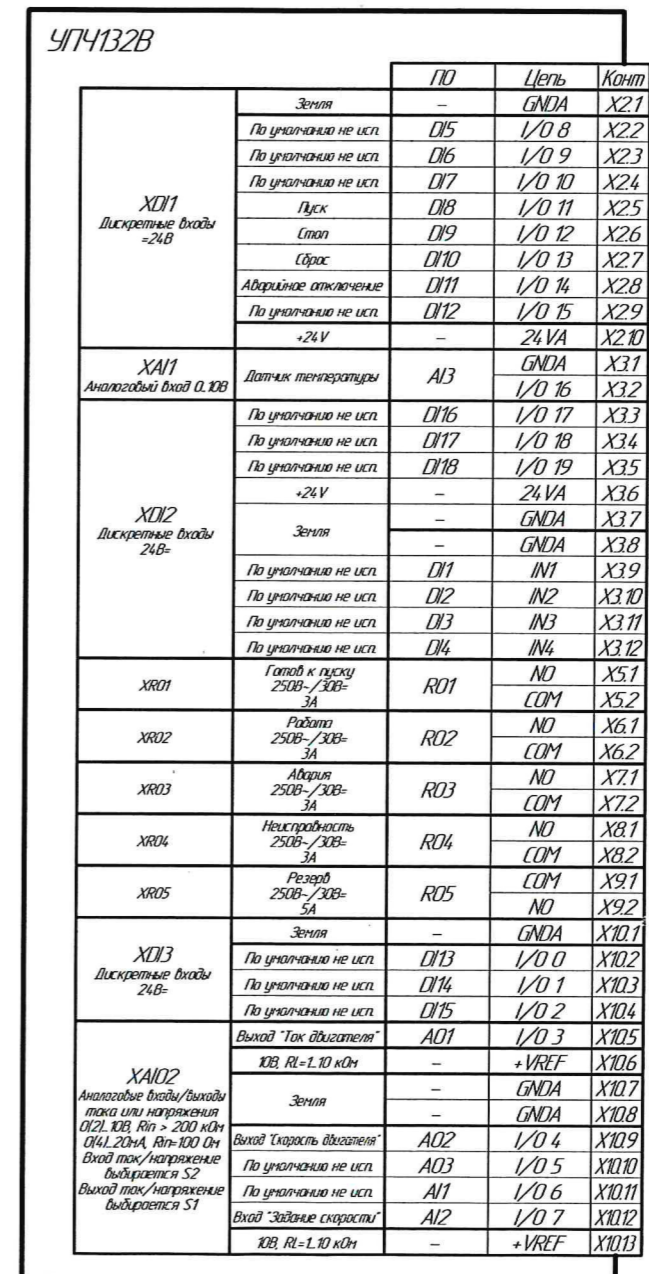 УПЧ132В
ПО Цепь Конт
XDI1
Дискретные входы
=24В
Земля – GNDA X2.1
По умолчанию не исп. DI5 I/O 8 X2.2
По умолчанию не исп. DI6 I/O 9 X2.3
По умолчанию не исп. DI7 I/O 10 X2.4
Пуск DI8 I/O 11 X2.5
Стоп DI9 I/O 12 X2.6
Сброс DI10 I/O 13 X2.7
Аварийное отключение DI11 I/O 14 X2.8
По умолчанию не исп. DI12 I/O 15 X2.9
+24V – 24VA X2.10
XAI1
Аналоговый вход 0..10В
Датчик температуры AI3 GNDA X3.1
I/O 16 X3.2
XDI2
Дискретные входы
24В=
По умолчанию не исп. DI16 I/O 17 X3.3
По умолчанию не исп. DI17 I/O 18 X3.4
По умолчанию не исп. DI18 I/O 19 X3.5
+24V – 24VA X3.6
Земля – GNDA X3.7
– GNDA X3.8
По умолчанию не исп. DI1 IN1 X3.9
По умолчанию не исп. DI2 IN2 X3.10
По умолчанию не исп. DI3 IN3 X3.11
По умолчанию не исп. DI4 IN4 X3.12
XRO1
Готов к пуску
250В~/30В=
3А
RO1 NO X5.1
COM X5.2
XRO2
Работа
250В~/30В=
3А
RO2 NO X6.1
COM X6.2
XRO3
Авария
250В~/30В=
3А
RO3 NO X7.1
COM X7.2
XRO4
Неисправность
250В~/30В=
3А
RO4 NO X8.1
COM X8.2
XRO5
Резерв
250В~/30В=
5А
RO5 COM X9.1
NO X9.2
XDI3
Дискретные входы
24В=
Земля – GNDA X10.1
По умолчанию не исп. DI13 I/O 0 X10.2
По умолчанию не исп. DI14 I/O 1 X10.3
По умолчанию не исп. DI15 I/O 2 X10.4
XAIO2
Аналоговые входы/выходы
тока или напряжения
0(2)..10В, Rin > 200 кОм
0(4)..20мА, Rin=100 Ом
Вход ток/напряжение
выбирается S2
Выход ток/напряжение
выбирается S1
Выход "Ток двигателя" AO1 I/O 3 X10.5
10В, RL=1..10 кОм – +VREF X10.6
Земля – GNDA X10.7
– GNDA X10.8
Выход "Скорость двигателя" AO2 I/O 4 X10.9
По умолчанию не исп. AO3 I/O 5 X10.10
По умолчанию не исп. AI1 I/O 6 X10.11
Вход "Задание скорости" AI2 I/O 7 X10.12
10В, RL=1..10 кОм – +VREF X10.13